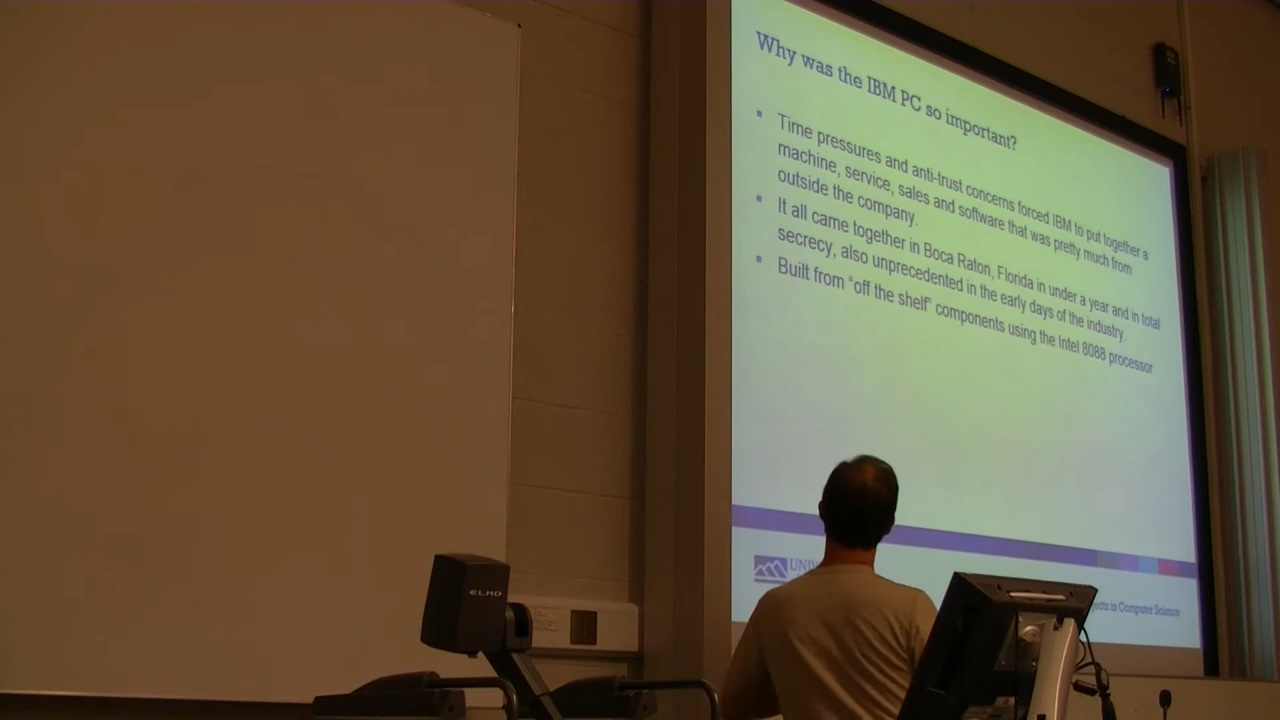 Why was the IBM PC so important?
Time pressures and anti-trust concerns forced IBM to put together a
machine, service, sales and software that was pretty much from
outside the company.
It all came together in Boca Raton, Florida in under a year and in total
secrecy, also unprecedented in the early days of the industry.
Built from “off the shelf” components using the Intel 8088 processor
in Computer Science
ELMO